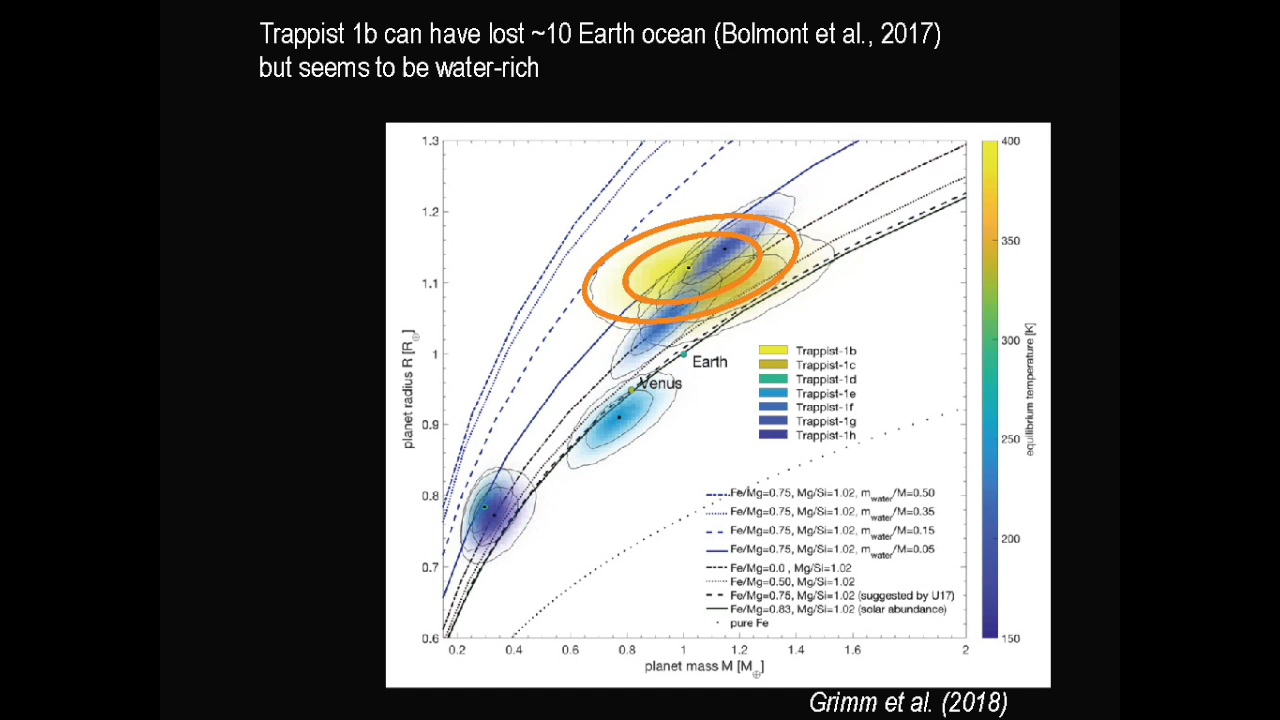 Trappist 1b can have lost ~10 Earth ocean (Bolmont et al., 2017)
but seems to be water-rich
1.3
1.2
1.1
1
0.9
0.8
0.7
0.6
planet radius R [R⊕]
0.2
0.4
0.6
0.8
1
1.2
1.4
1.6
2
planet mass M [M⊕]
Earth
Venus
Trappist-1b
Trappist-1c
Trappist-1d
Trappist-1e
Trappist-1f
Trappist-1g
Trappist-1h
Fe/Mg=0.75, Mg/Si=1.02, m_water/M=0.50
Fe/Mg=0.75, Mg/Si=1.02, m_water/M=0.35
Fe/Mg=0.75, Mg/Si=1.02, m_water/M=0.15
Fe/Mg=0.75, Mg/Si=1.02, m_water/M=0.05
Fe/Mg=0.0 , Mg/Si=1.02
Fe/Mg=0.50, Mg/Si=1.02
Fe/Mg=0.75, Mg/Si=1.02 (suggested by U17)
Fe/Mg=0.83, Mg/Si=1.02 (solar abundance)
pure Fe
400
350
300
250
200
150
equilibrium temperature [K]
Grimm et al. (2018)